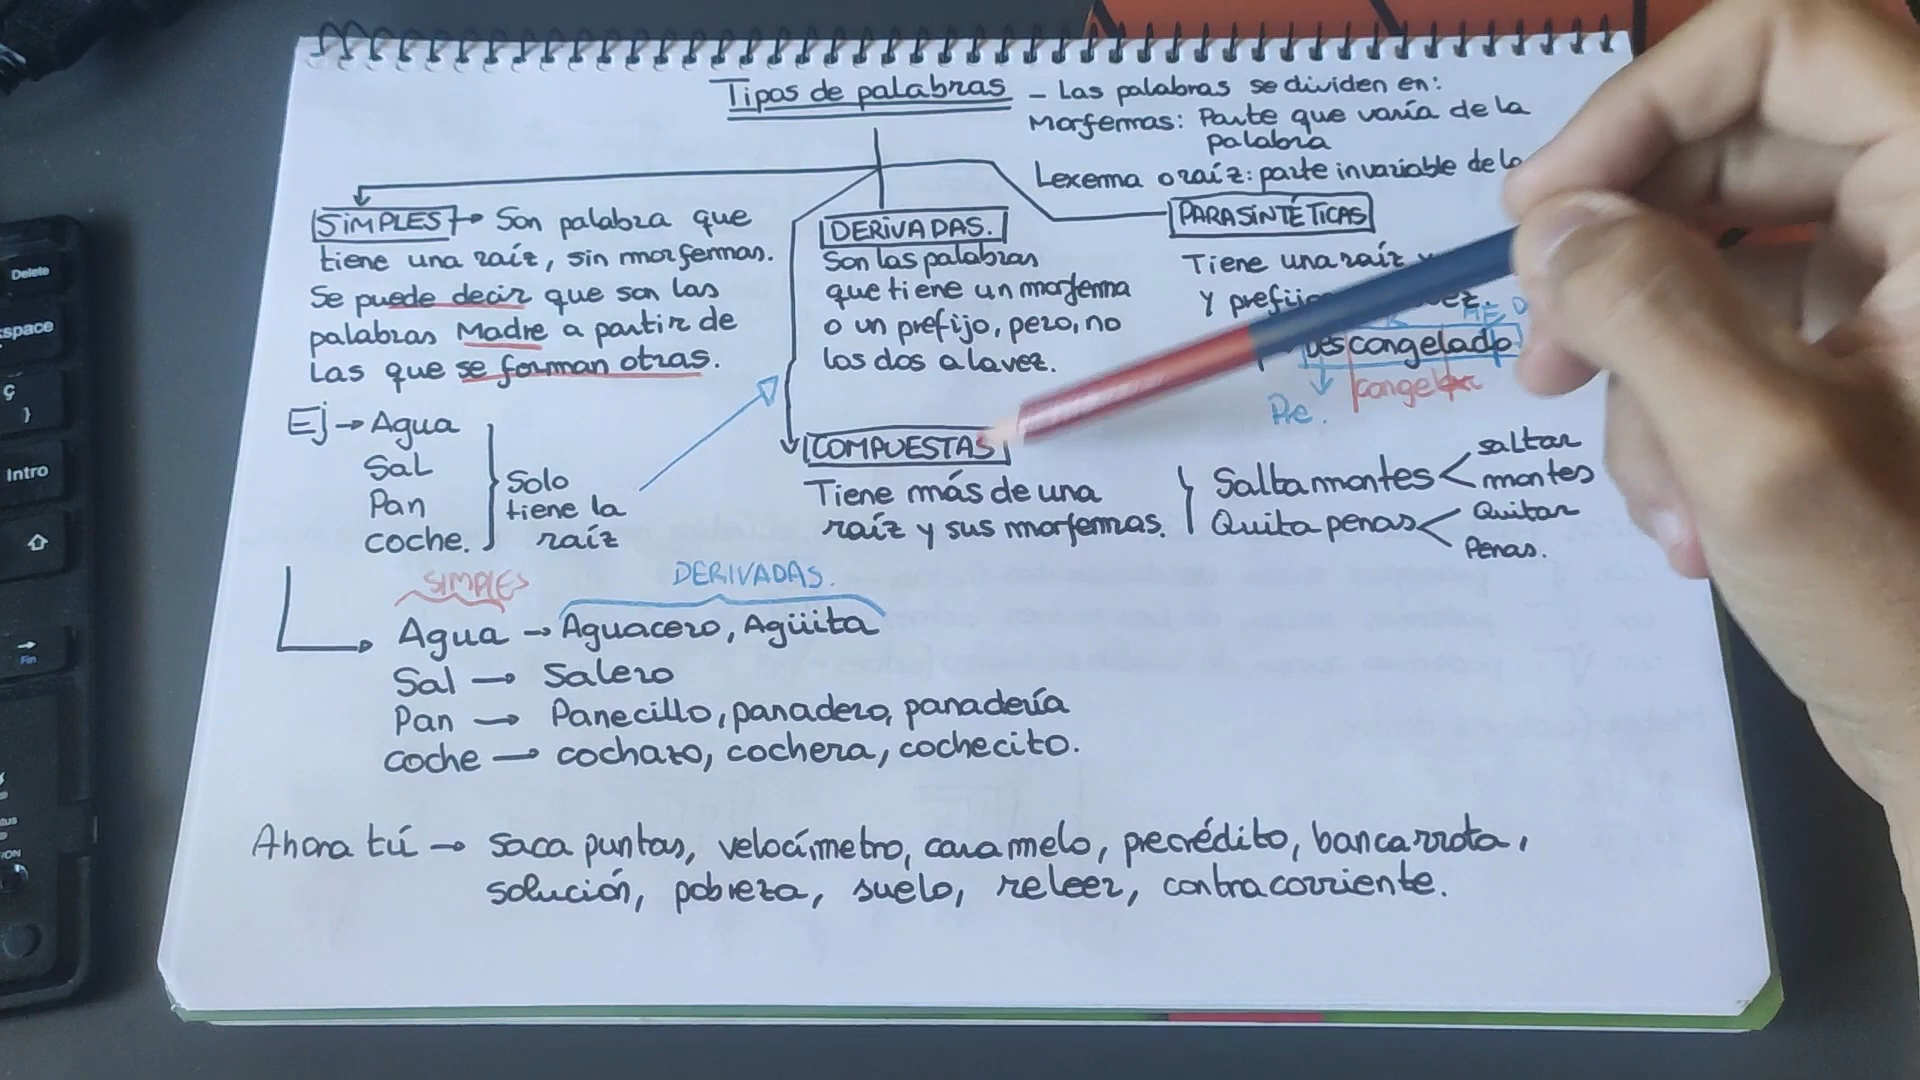 Tipos de palabras
- Las palabras se dividen en:
Morfemas: Parte que varía de la
palabra
Lexema o raíz: parte invariable de
SIMPLES → Son palabra que
tiene una raíz, sin morfemas.
Se puede decir que son las
palabras Madre a partir de
Las que se forman otras.
Ej → Agua
Sal
Pan
coche.
Solo
tiene la
raíz
DERIVADAS.
Son las palabras
que tiene un morfema
o un prefijo, pero, no
los dos a la vez.
PARASINTÉTICAS
Tiene una raíz
Y
Descongelado
Pre.
COMPUESTAS
Tiene más de una
raíz y sus morfemas.
Saltamontes < saltar
montes
Quita penas < Quitar
Penas.
SIMPLES
DERIVADAS.
Agua → Aguacero, Agüita
Sal → Salero
Pan → Panecillo, panadero, panadería
coche → cochazo, cochera, cochecito.
Ahora tú → saca puntas, velocímetro, caramelo, precrédito, bancarrota,
solución, pobreza, suelo, releer, contracorriente.
Delete
space
ç
}
Intro
Fin